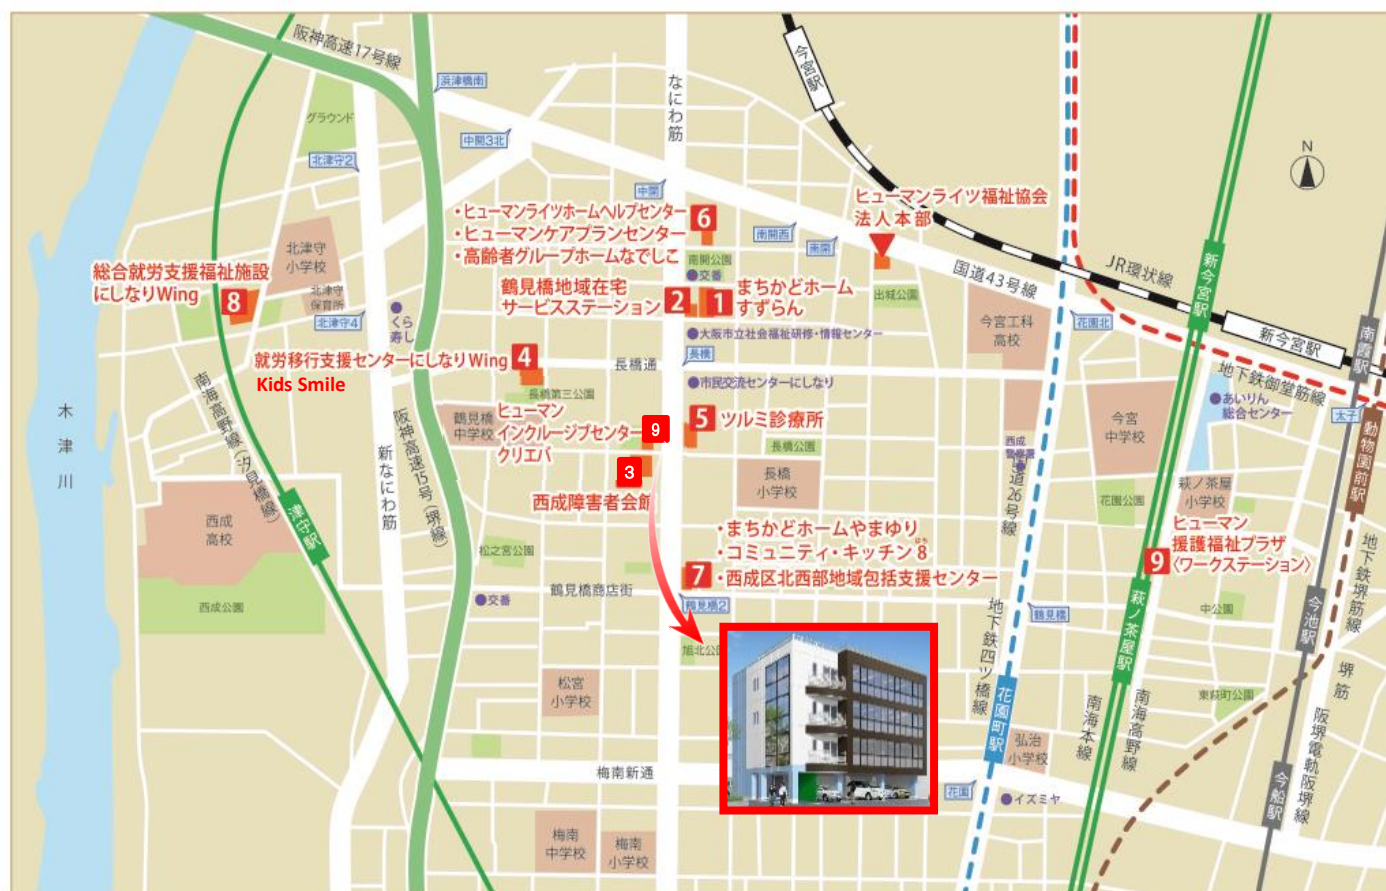 阪神高速17号線
浜津橋南
なにわ筋
今宮駅
N
グラウンド
中開3北
北津守2
中開
ヒューマンライツ福祉協会
法人本部
・ヒューマンライツホームヘルプセンター
・ヒューマンケアプランセンター
・高齢者グループホームなでしこ
6
南開西
南開
国道43号線
JR環状線
新今宮駅
北津守
小学校
南開公園
交番
総合就労支援福祉施設
にしなりWing
8
北津守
保育所
北津守4
くら
寿し
鶴見橋地域在宅
サービスステーション
2
1
まちかどホーム
すずらん
出城公園
今宮工科
高校
花園北
新今宮駅
南霞駅
大阪市立社会福祉研修・情報センター
就労移行支援センターにしなりWing
Kids Smile
4
長橋通
長橋
市民交流センターにしなり
地下鉄御堂筋線
太子
あいりん
総合センター
動物園前駅
木津川
南海高野線(汐見橋線)
長橋第三公園
鶴見橋
中学校
ヒューマン
インクルージブセンター
クリエバ
9
5
ツルミ診療所
長橋公園
今宮
中学校
西成
警察署
国道26号線
3
西成障害者会館
長橋
小学校
花園公園
萩ノ茶屋
小学校
新なにわ筋
阪神高速15号(堺線)
西成
高校
津守駅
松之宮公園
・まちかどホームやまゆり
・コミュニティ・キッチン8
はち
・西成区北西部地域包括支援センター
7
ヒューマン
援護福祉プラザ
〈ワークステーション〉
9
地下鉄堺筋線
西成公園
交番
鶴見橋商店街
鶴見橋2
鶴見橋
中公園
今池駅
萩ノ茶屋駅
地下鉄四ツ橋線
旭北公園
松宮
小学校
花園町駅
南海本線
南海高野線
東萩町公園
堺筋
阪堺電軌阪堺線
弘治
小学校
梅南新通
花園
イズミヤ
今船駅
梅南
中学校
梅南
小学校